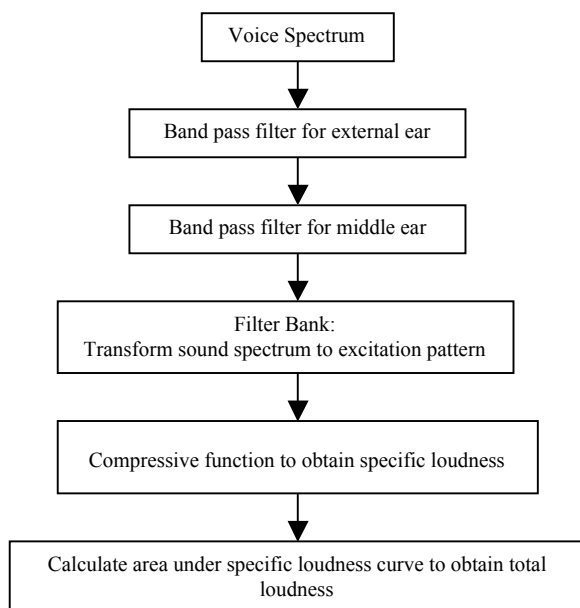 Voice Spectrum
Band pass filter for external ear
Band pass filter for middle ear
Filter Bank:
Transform sound spectrum to excitation pattern
Compressive function to obtain specific loudness
Calculate area under specific loudness curve to obtain total
loudness